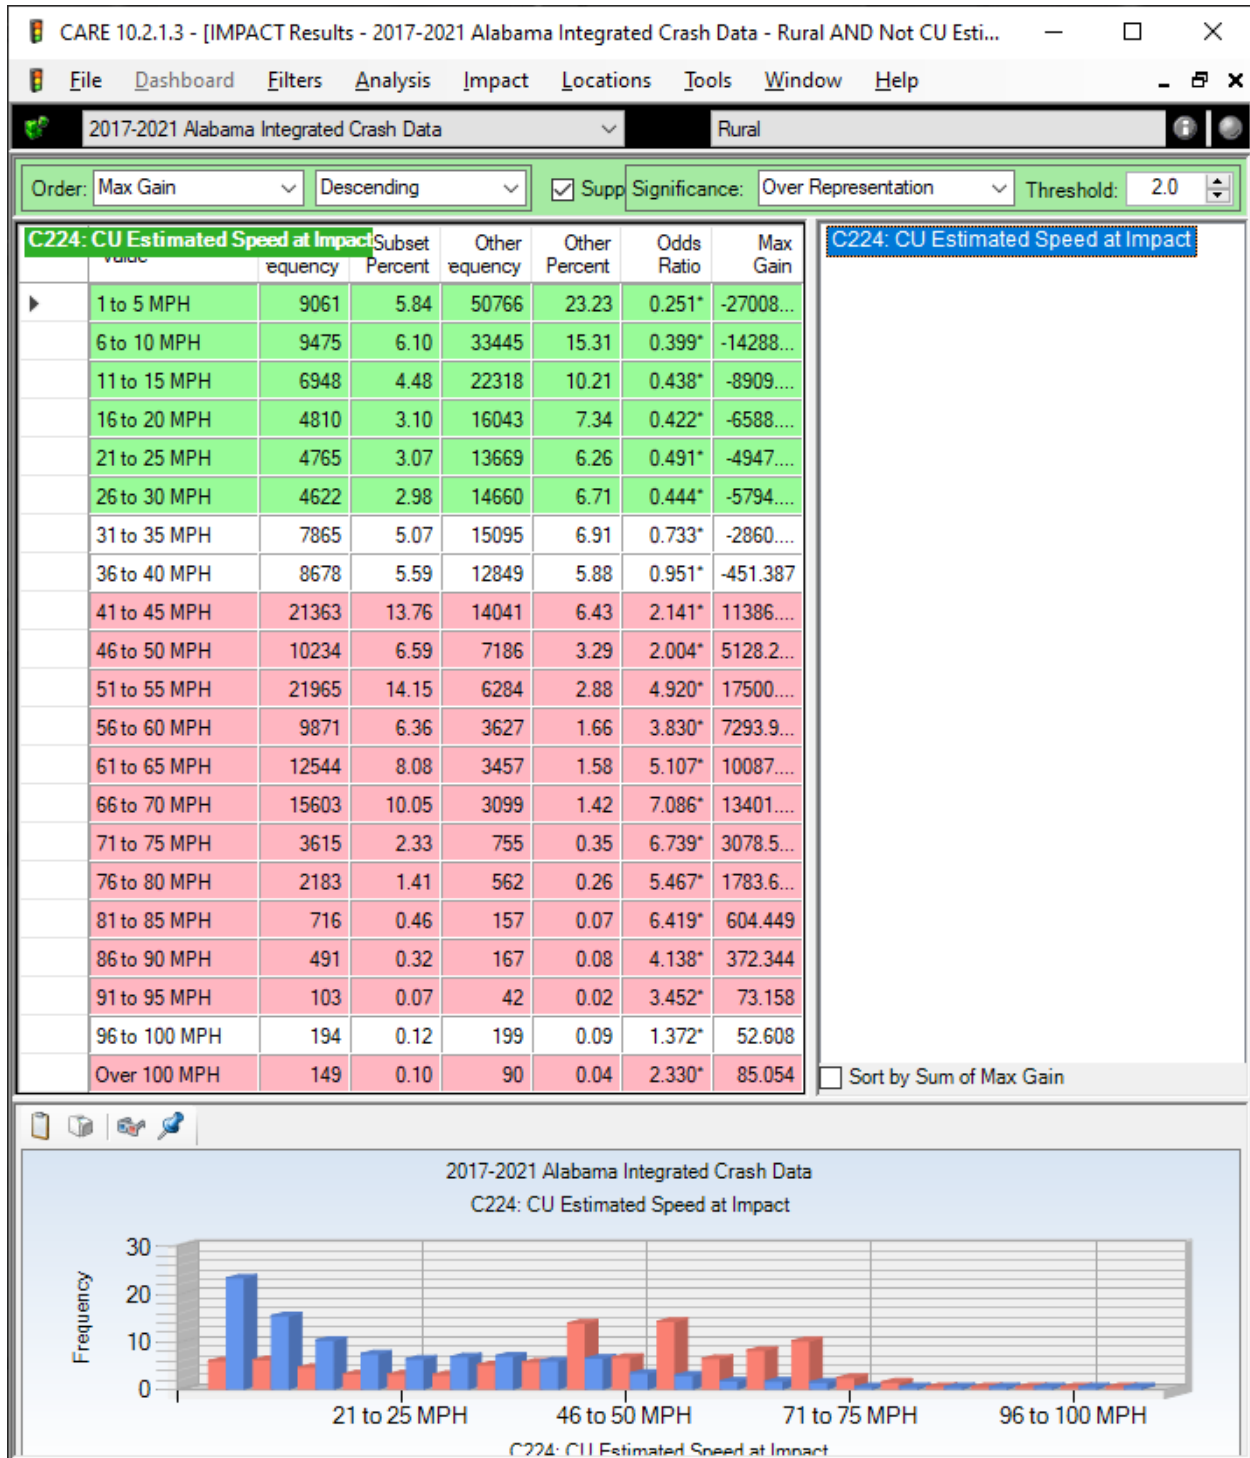 CARE 10.2.1.3 - [IMPACT Results - 2017-2021 Alabama Integrated Crash Data - Rural AND Not CU Esti...
File Dashboard Filters Analysis Impact Locations Tools Window Help
2017-2021 Alabama Integrated Crash Data Rural
Order: Max Gain Descending Supp Significance: Over Representation Threshold: 2.0
C224: CU Estimated Speed at Impact Subset Other Other Odds Max C224: CU Estimated Speed at Impact
equency Percent equency Percent Ratio Gain
1 to 5 MPH 9061 5.84 50766 23.23 0.251* -27008...
6 to 10 MPH 9475 6.10 33445 15.31 0.399* -14288...
11 to 15 MPH 6948 4.48 22318 10.21 0.438* -8909....
16 to 20 MPH 4810 3.10 16043 7.34 0.422* -6588....
21 to 25 MPH 4765 3.07 13669 6.26 0.491* -4947....
26 to 30 MPH 4622 2.98 14660 6.71 0.444* -5794....
31 to 35 MPH 7865 5.07 15095 6.91 0.733* -2860....
36 to 40 MPH 8678 5.59 12849 5.88 0.951* -451.387
41 to 45 MPH 21363 13.76 14041 6.43 2.141* 11386....
46 to 50 MPH 10234 6.59 7186 3.29 2.004* 5128.2...
51 to 55 MPH 21965 14.15 6284 2.88 4.920* 17500....
56 to 60 MPH 9871 6.36 3627 1.66 3.830* 7293.9...
61 to 65 MPH 12544 8.08 3457 1.58 5.107* 10087....
66 to 70 MPH 15603 10.05 3099 1.42 7.086* 13401....
71 to 75 MPH 3615 2.33 755 0.35 6.739* 3078.5...
76 to 80 MPH 2183 1.41 562 0.26 5.467* 1783.6...
81 to 85 MPH 716 0.46 157 0.07 6.419* 604.449
86 to 90 MPH 491 0.32 167 0.08 4.138* 372.344
91 to 95 MPH 103 0.07 42 0.02 3.452* 73.158
96 to 100 MPH 194 0.12 199 0.09 1.372* 52.608
Over 100 MPH 149 0.10 90 0.04 2.330* 85.054
Sort by Sum of Max Gain
2017-2021 Alabama Integrated Crash Data
C224: CU Estimated Speed at Impact
30
20
10
0
Frequency
21 to 25 MPH 46 to 50 MPH 71 to 75 MPH 96 to 100 MPH
C224: CU Estimated Speed at Impact